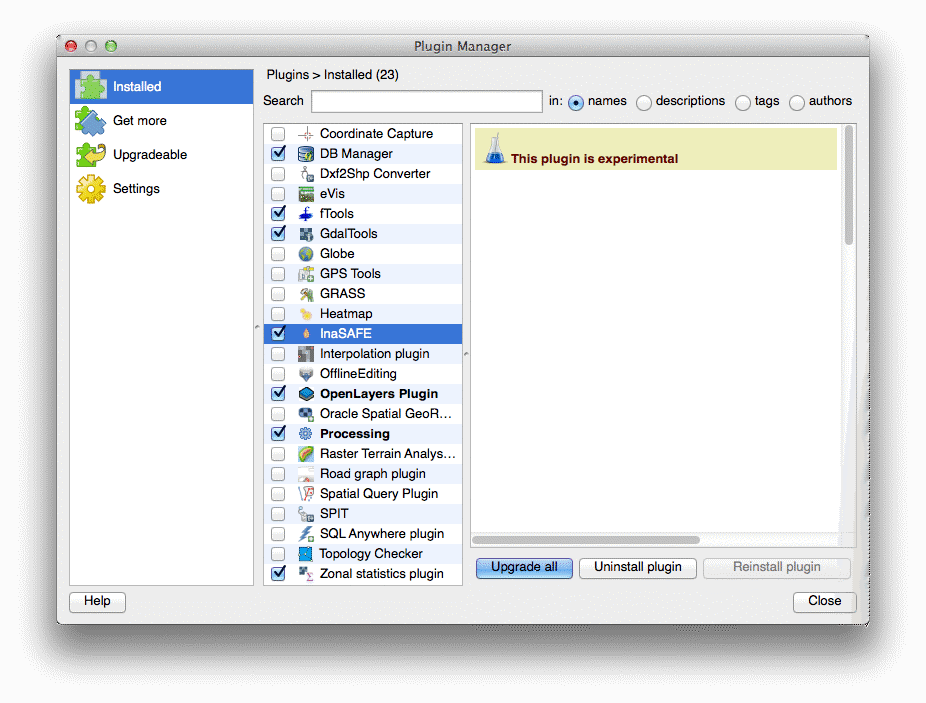 Plugin Manager
Installed
Get more
Upgradeable
Settings
Plugins > Installed (23)
Search in: names descriptions tags authors
Coordinate Capture
DB Manager
Dxf2Shp Converter
eVis
fTools
GdalTools
Globe
GPS Tools
GRASS
Heatmap
InaSAFE
Interpolation plugin
OfflineEditing
OpenLayers Plugin
Oracle Spatial GeoR...
Processing
Raster Terrain Analys...
Road graph plugin
Spatial Query Plugin
SPIT
SQL Anywhere plugin
Topology Checker
Zonal statistics plugin
This plugin is experimental
Upgrade all Uninstall plugin Reinstall plugin
Help Close